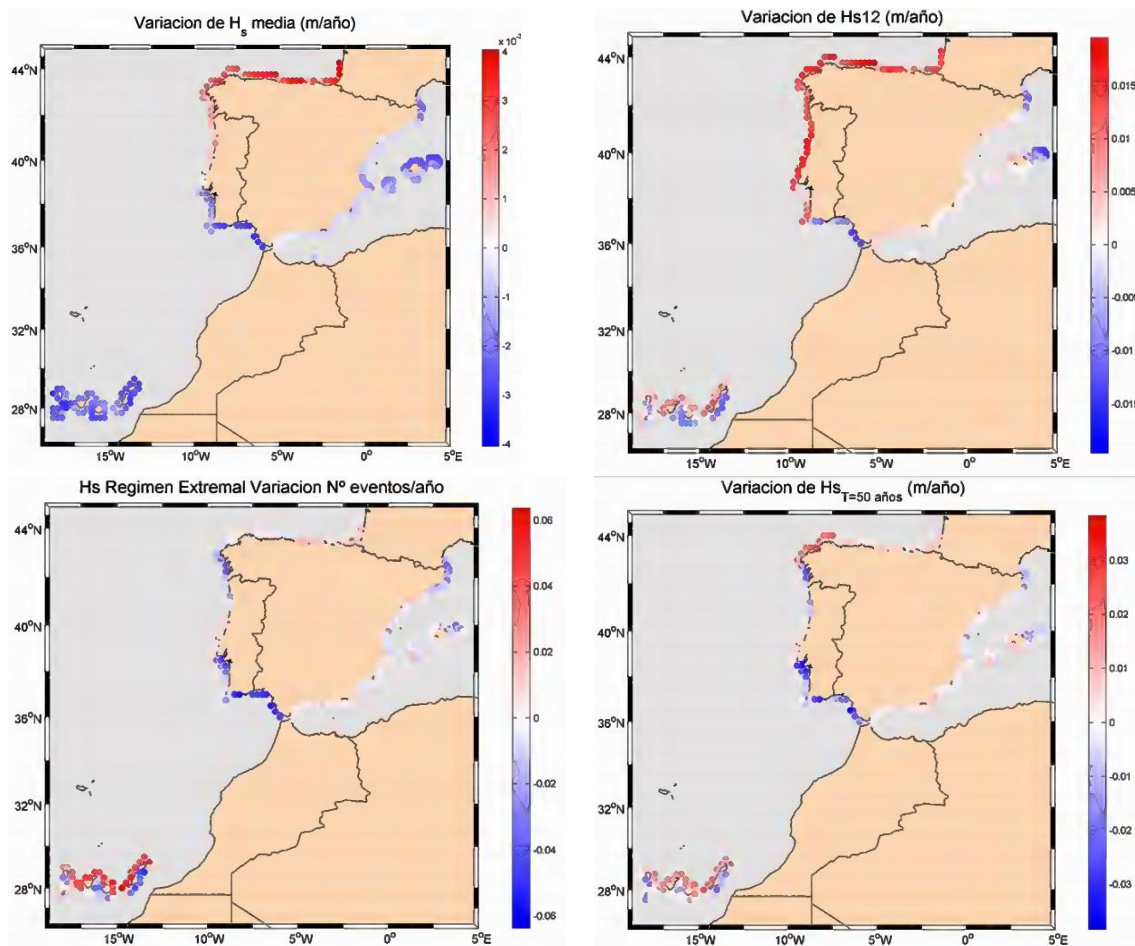 Variacion de Hs media (m/año)
x 10⁻³
44°N
40°N
36°N
32°N
28°N
15°W
10°W
5°W
0°
5°E
4
3
2
1
0
-1
-2
-3
-4
Variacion de Hs12 (m/año)
44°N
40°N
36°N
32°N
28°N
15°W
10°W
5°W
0°
5°E
0.015
0.01
0.005
0
-0.005
-0.01
-0.015
Hs Regimen Extremal Variacion Nº eventos/año
44°N
40°N
36°N
32°N
28°N
15°W
10°W
5°W
0°
5°E
0.06
0.04
0.02
0
-0.02
-0.04
-0.06
Variacion de HsT=50 años (m/año)
44°N
40°N
36°N
32°N
28°N
15°W
10°W
5°W
0°
5°E
0.03
0.02
0.01
0
-0.01
-0.02
-0.03